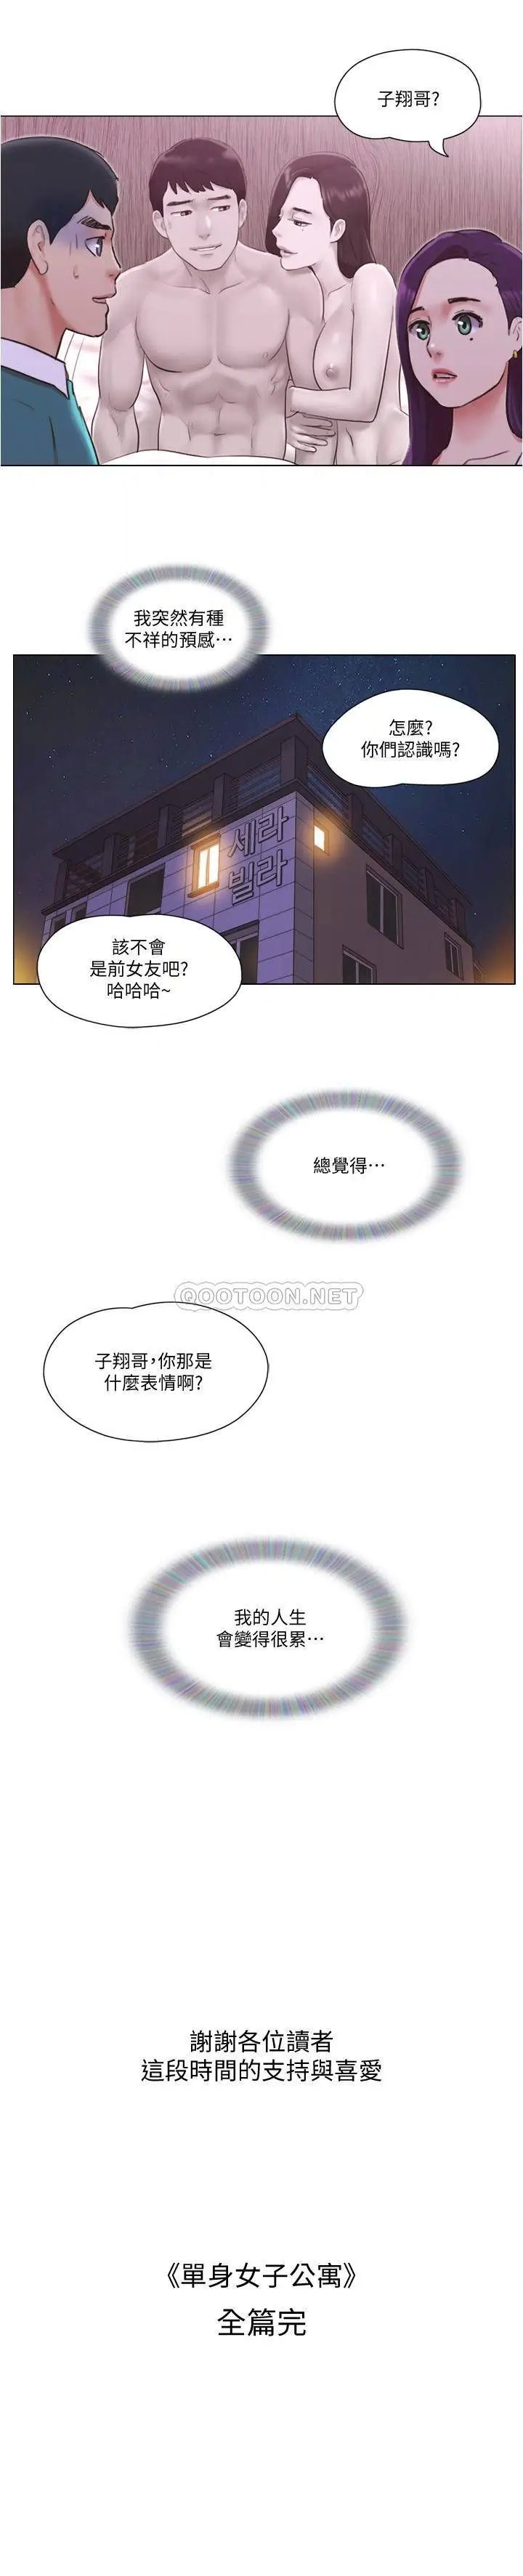 子翔哥?
我突然有種
不祥的預感…
怎麼?
你們認識嗎?
세라
빌라
該不會
是前女友吧?
哈哈哈~
總覺得…
QOOTOON.NET
子翔哥,你那是
什麼表情啊?
我的人生
會變得很累…
謝謝各位讀者
這段時間的支持與喜愛
《單身女子公寓》
全篇完